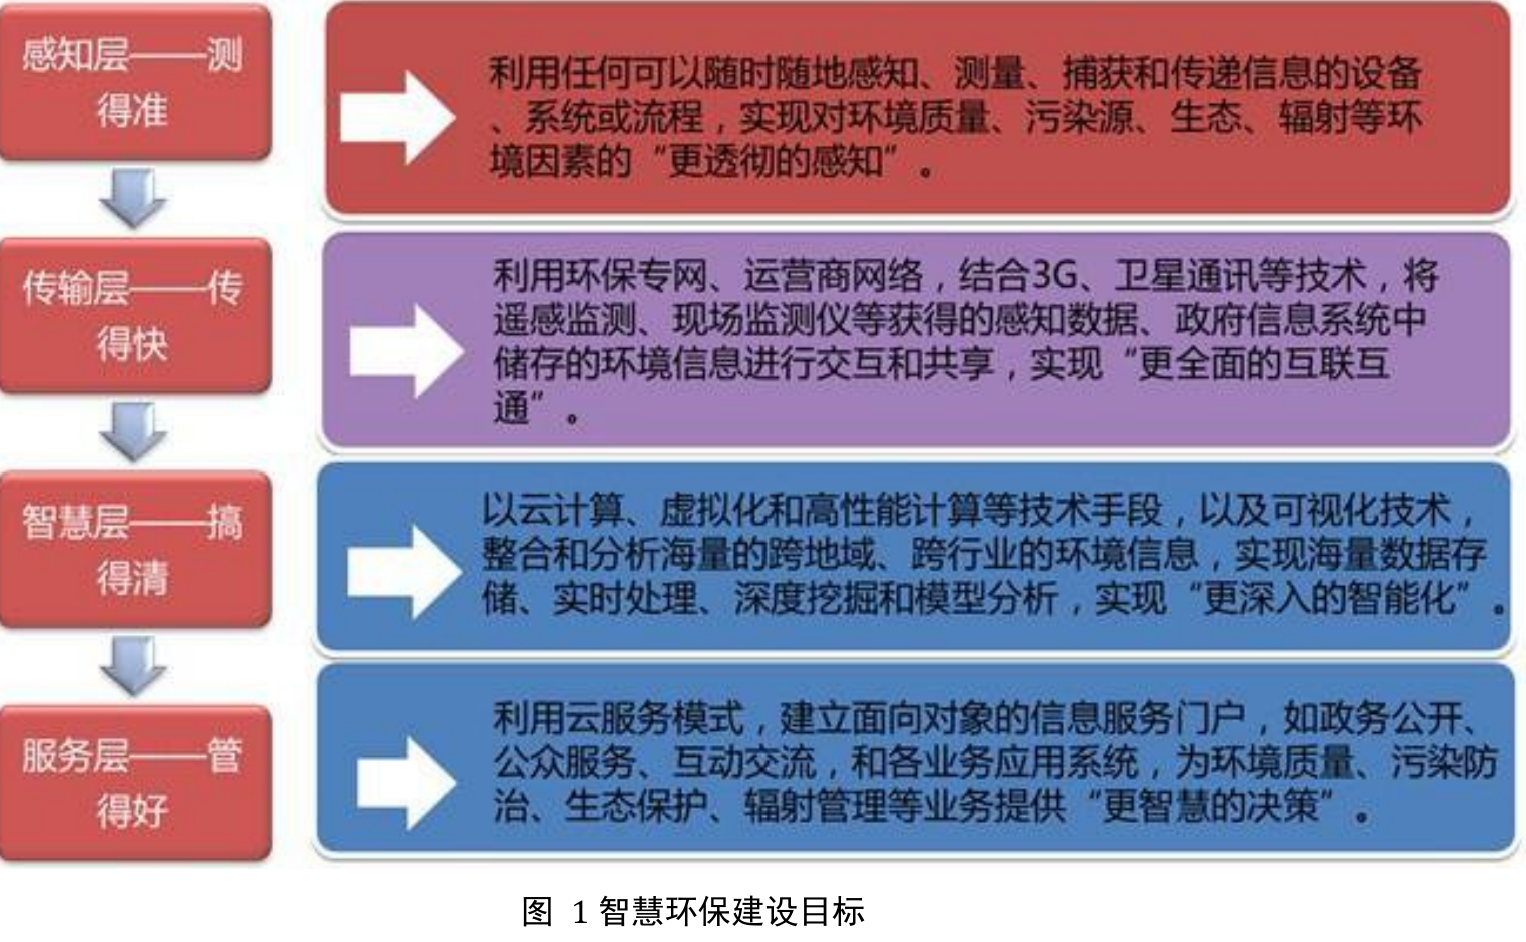 感知层——测
得准
利用任何可以随时随地感知、测量、捕获和传递信息的设备
、系统或流程，实现对环境质量、污染源、生态、辐射等环
境因素的“更透彻的感知”。
传输层——传
得快
利用环保专网、运营商网络，结合3G、卫星通讯等技术，将
遥感监测、现场监测仪等获得的感知数据、政府信息系统中
储存的环境信息进行交互和共享，实现“更全面的互联互
通”。
智慧层——搞
得清
以云计算、虚拟化和高性能计算等技术手段，以及可视化技术，
整合和分析海量的跨地域、跨行业的环境信息，实现海量数据存
储、实时处理、深度挖掘和模型分析，实现“更深入的智能化”。
服务层——管
得好
利用云服务模式，建立面向对象的信息服务门户，如政务公开、
公众服务、互动交流，和各业务应用系统，为环境质量、污染防
治、生态保护、辐射管理等业务提供“更智慧的决策”。
图 1 智慧环保建设目标